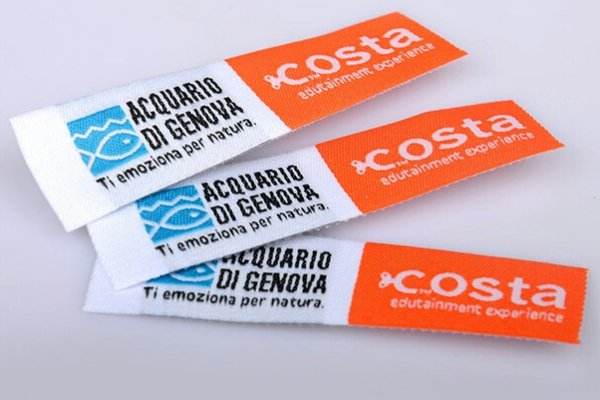 ACQUARIO
DI GENOVA
Ti emoziona per natura.
costa
edutainment experience
ACQUARIO
DI GENOVA
Ti emoziona per natura.
costa
edutainment experience
ACQUARIO
DI GENOVA
Ti emoziona per natura.
costa
edutainment experience